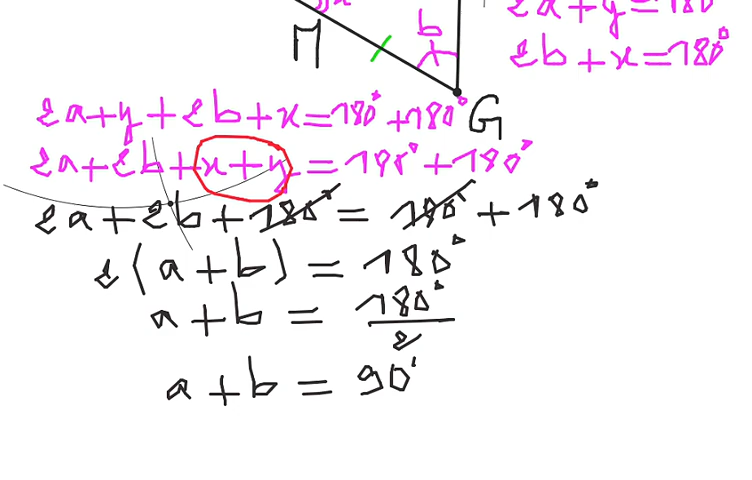 x
b
2a+y=180
2b+x=180°
M
G
2a+y+2b+x=180°+180°
2a+2b+x+y=180°+180°
2a+2b+180°=180°+180°
2(a+b)=180°
a+b=180°/2
a+b=90°